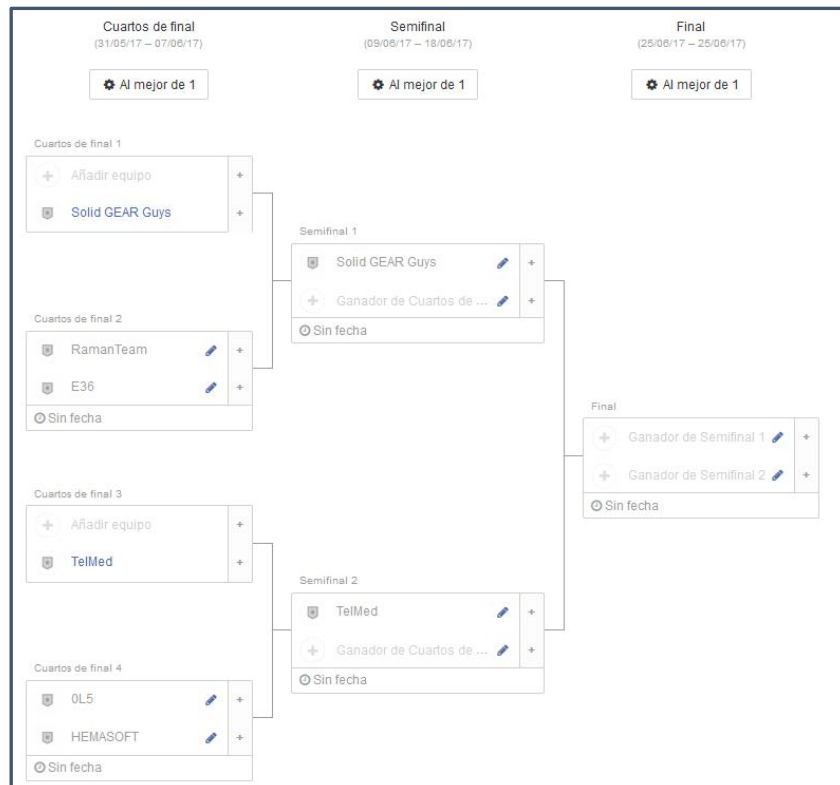 Cuartos de final
(31/05/17 – 07/06/17)
Al mejor de 1
Semifinal
(09/06/17 – 18/06/17)
Al mejor de 1
Final
(25/06/17 – 25/06/17)
Al mejor de 1
Cuartos de final 1
Añadir equipo +
Solid GEAR Guys +
Cuartos de final 2
RamanTeam +
E36 +
Sin fecha
Cuartos de final 3
Añadir equipo +
TelMed +
Cuartos de final 4
0L5 +
HEMASOFT +
Sin fecha
Semifinal 1
Solid GEAR Guys +
Ganador de Cuartos de ... +
Sin fecha
Semifinal 2
TelMed +
Ganador de Cuartos de ... +
Sin fecha
Final
Ganador de Semifinal 1 +
Ganador de Semifinal 2 +
Sin fecha